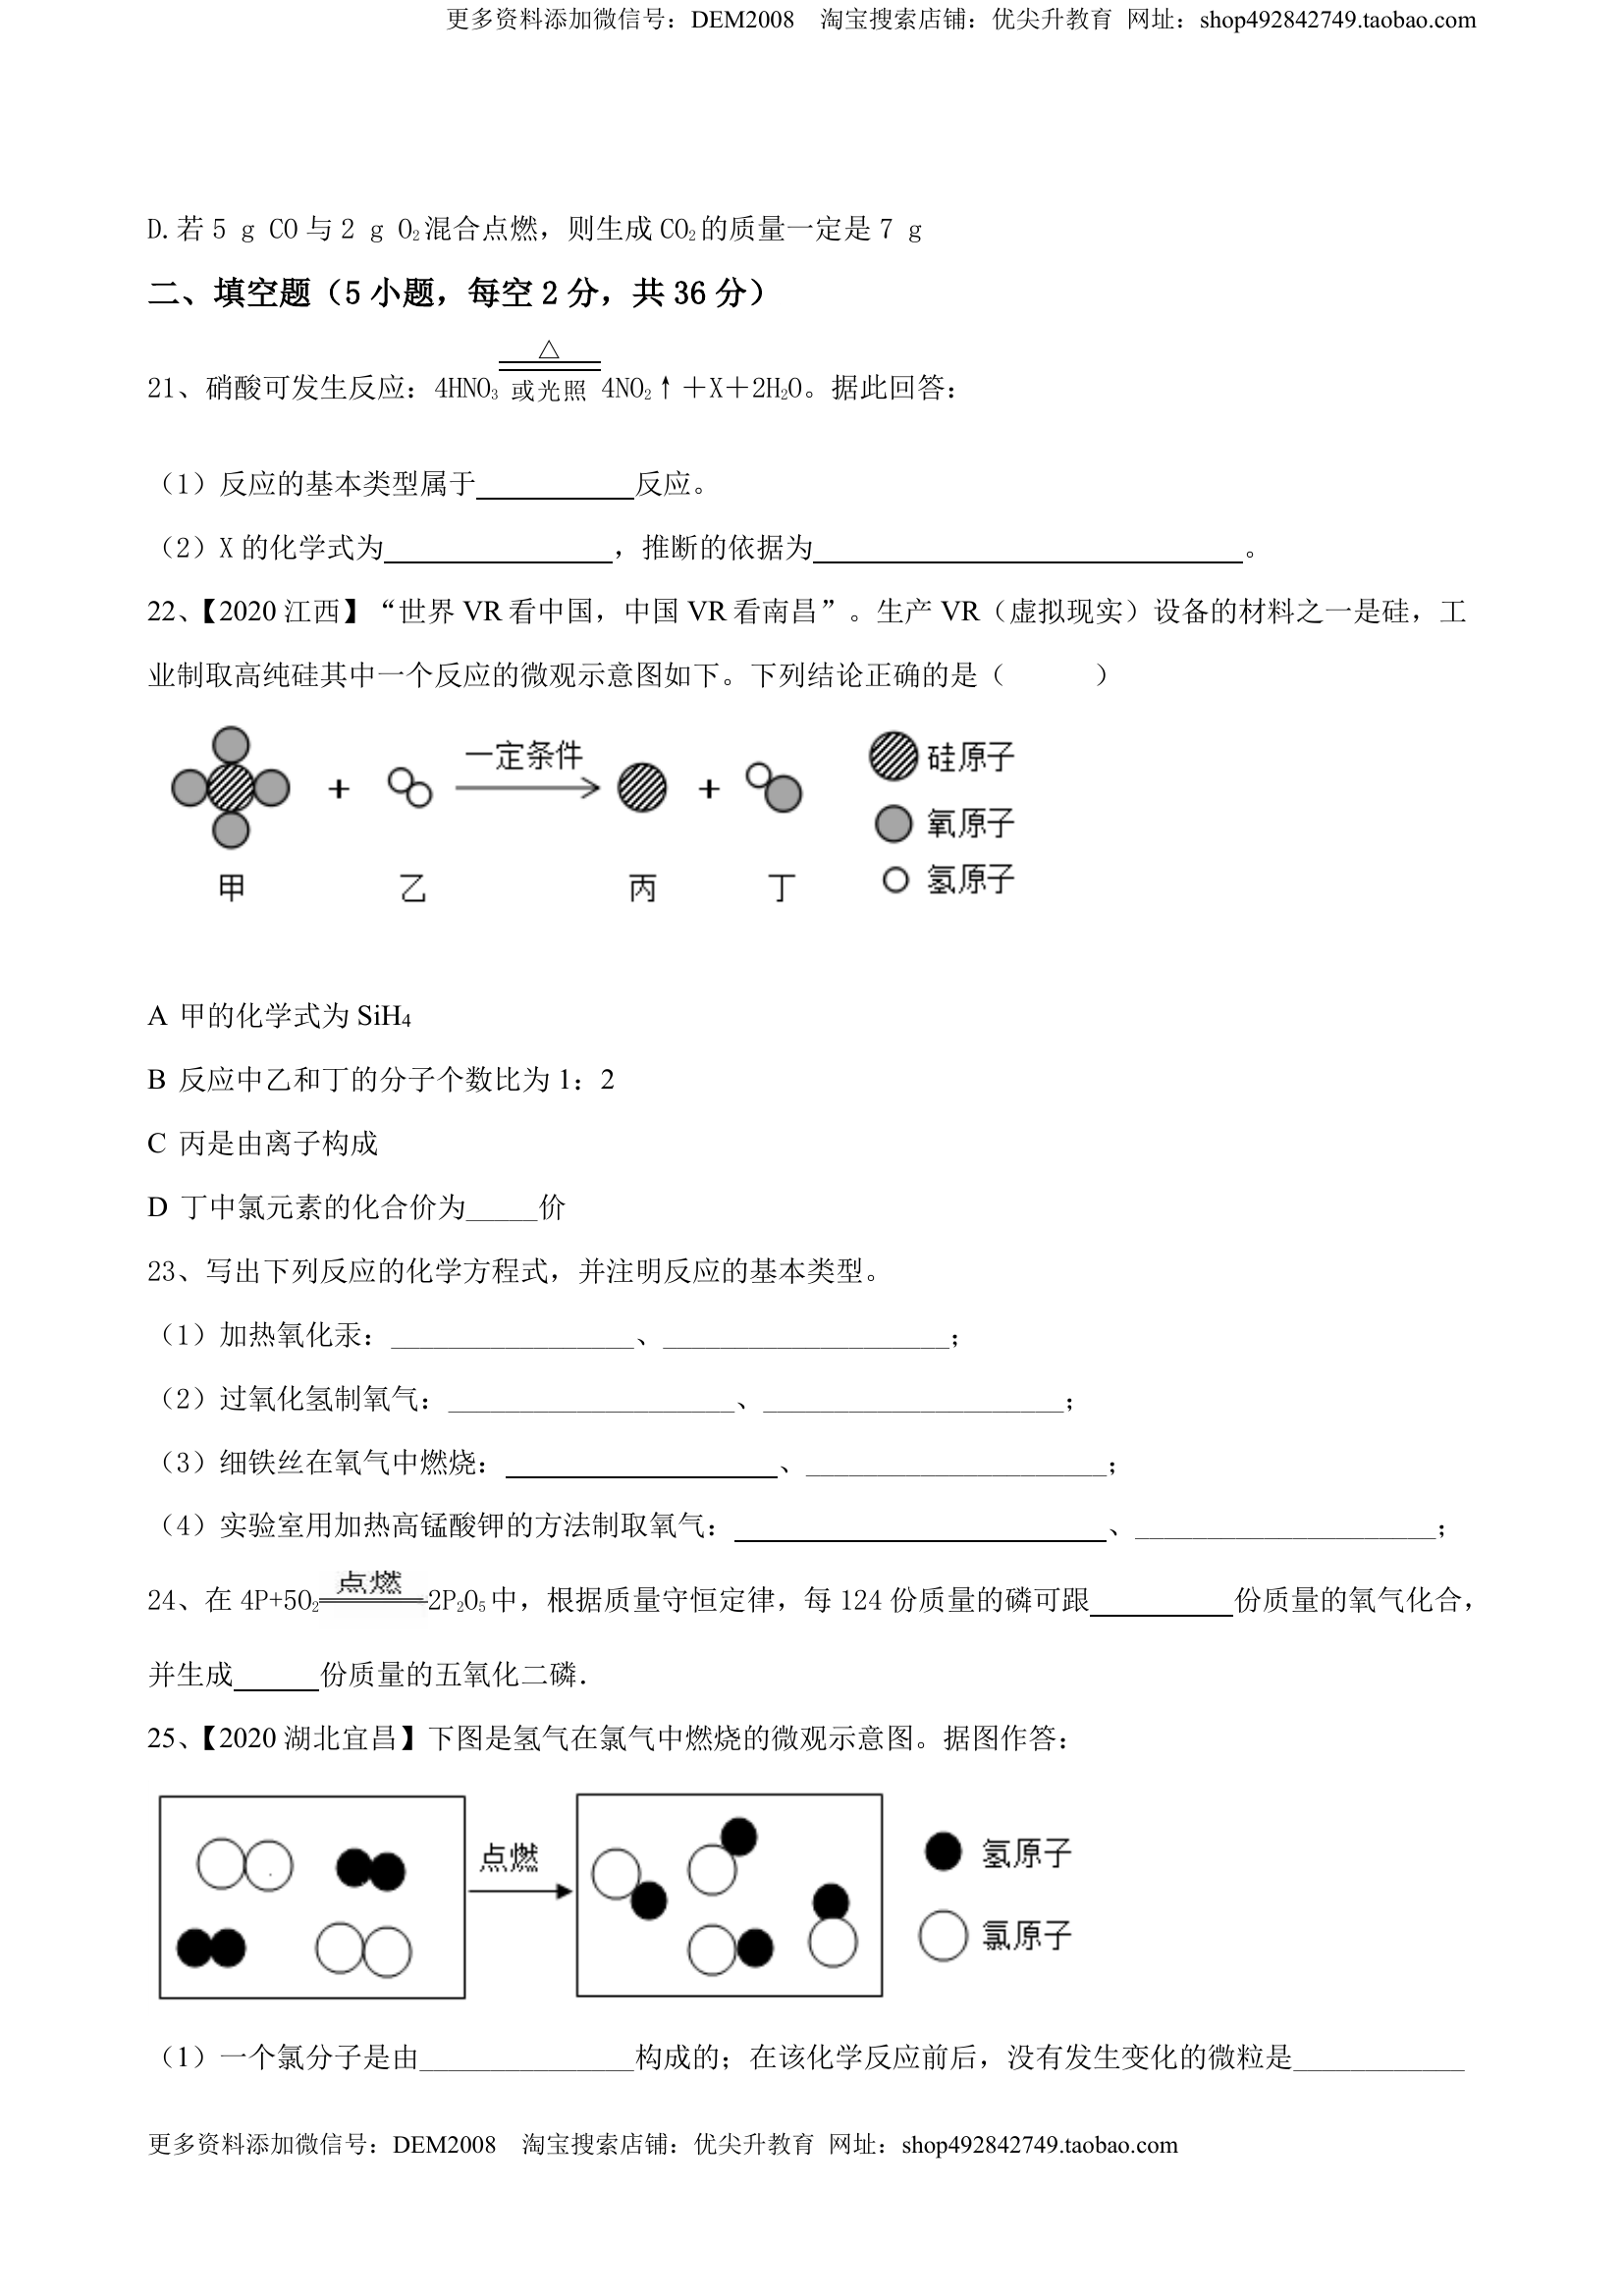 更多资料添加微信号：DEM2008 淘宝搜索店铺：优尖升教育 网址：shop492842749.taobao.com
D.若 5 g CO 与 2 g O₂混合点燃，则生成 CO₂的质量一定是 7 g
二、填空题（5 小题，每空 2 分，共 36 分）
△
21、硝酸可发生反应：4HNO₃ 或光照 4NO₂↑＋X＋2H₂O。据此回答：
（1）反应的基本类型属于__________反应。
（2）X 的化学式为______________，推断的依据为__________________________。
22、【2020 江西】“世界 VR 看中国，中国 VR 看南昌”。生产 VR（虚拟现实）设备的材料之一是硅，工
业制取高纯硅其中一个反应的微观示意图如下。下列结论正确的是（ ）
一定条件
+ + 
硅原子
氧原子
氢原子
甲 乙 丙 丁
A 甲的化学式为 SiH₄
B 反应中乙和丁的分子个数比为 1：2
C 丙是由离子构成
D 丁中氯元素的化合价为_____价
23、写出下列反应的化学方程式，并注明反应的基本类型。
（1）加热氧化汞：_________________、____________________；
（2）过氧化氢制氧气：____________________、_____________________；
（3）细铁丝在氧气中燃烧：___________________、_____________________；
（4）实验室用加热高锰酸钾的方法制取氧气：__________________________、_____________________；
点燃
24、在 4P+5O₂ 2P₂O₅中，根据质量守恒定律，每 124 份质量的磷可跟__________份质量的氧气化合，
并生成______份质量的五氧化二磷．
25、【2020 湖北宜昌】下图是氢气在氯气中燃烧的微观示意图。据图作答：
点燃
氢原子
氯原子
（1）一个氯分子是由_______________构成的；在该化学反应前后，没有发生变化的微粒是____________
更多资料添加微信号：DEM2008 淘宝搜索店铺：优尖升教育 网址：shop492842749.taobao.com